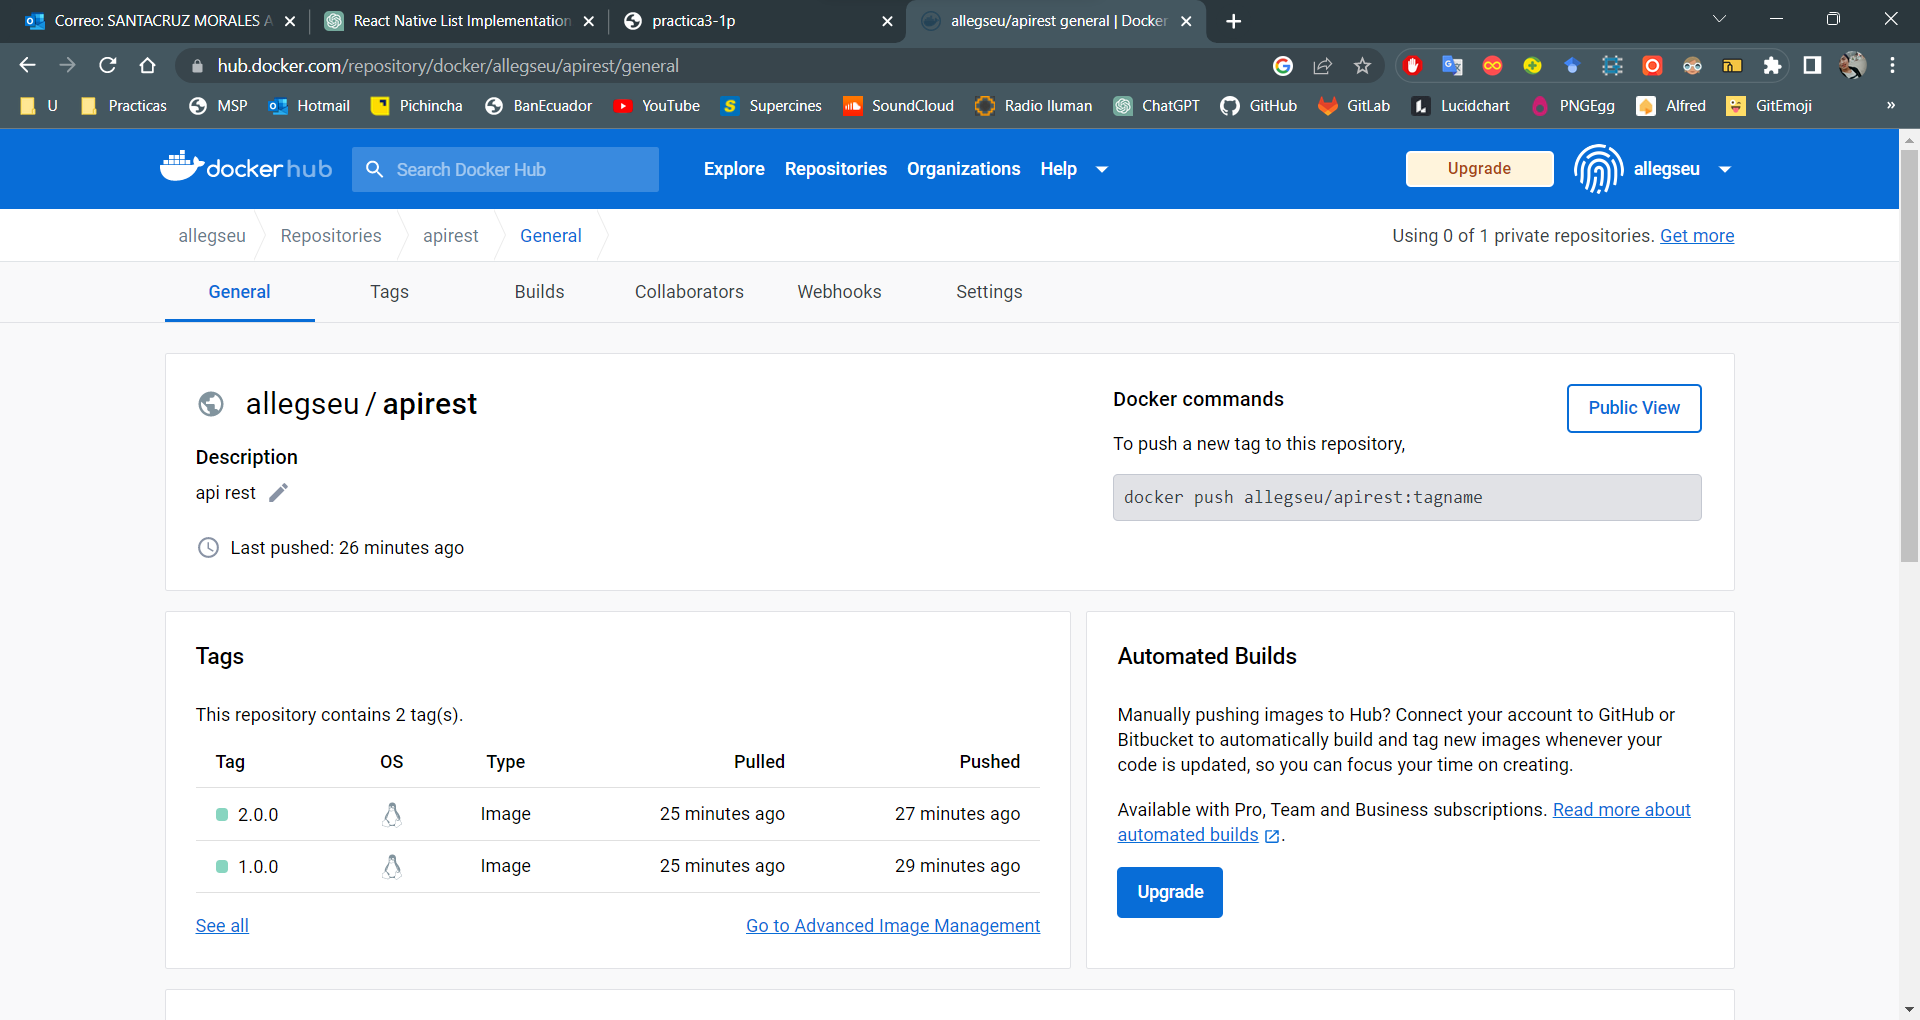 Correo: SANTACRUZ MORALES A
React Native List Implementation
practica3-1p
allegseu/apirest general | Docker
hub.docker.com/repository/docker/allegseu/apirest/general
U Practicas MSP Hotmail Pichincha BanEcuador YouTube Supercines SoundCloud Radio Iluman ChatGPT GitHub GitLab Lucidchart PNGEgg Alfred GitEmoji »
docker hub
Search Docker Hub
Explore Repositories Organizations Help
Upgrade
allegseu
allegseu Repositories apirest General
Using 0 of 1 private repositories. Get more
General Tags Builds Collaborators Webhooks Settings
allegseu / apirest
Description
api rest
Last pushed: 26 minutes ago
Docker commands
Public View
To push a new tag to this repository,
docker push allegseu/apirest:tagname
Tags
This repository contains 2 tag(s).
Tag OS Type Pulled Pushed
2.0.0 Image 25 minutes ago 27 minutes ago
1.0.0 Image 25 minutes ago 29 minutes ago
See all
Go to Advanced Image Management
Automated Builds
Manually pushing images to Hub? Connect your account to GitHub or
Bitbucket to automatically build and tag new images whenever your
code is updated, so you can focus your time on creating.
Available with Pro, Team and Business subscriptions. Read more about
automated builds .
Upgrade